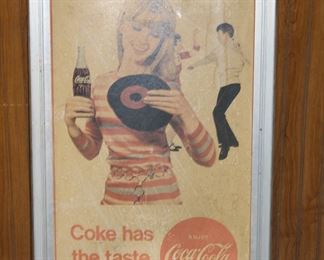 Coca-Cola
Coke has
the taste
ENJOY
Coca-Cola